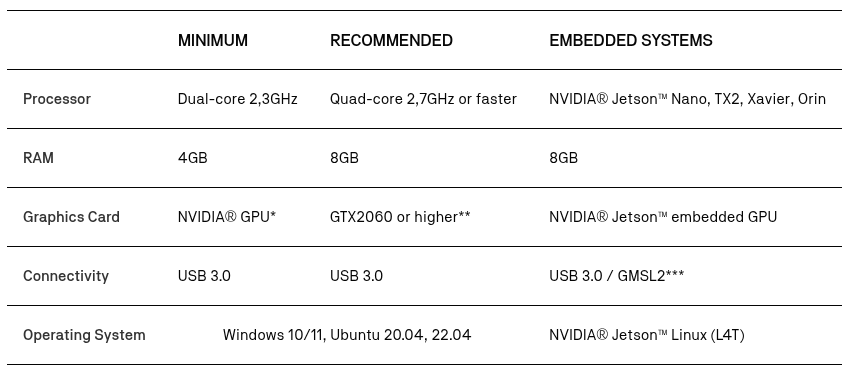 MINIMUM RECOMMENDED EMBEDDED SYSTEMS
Processor Dual-core 2,3GHz Quad-core 2,7GHz or faster NVIDIA® Jetson™ Nano, TX2, Xavier, Orin
RAM 4GB 8GB 8GB
Graphics Card NVIDIA® GPU* GTX2060 or higher** NVIDIA® Jetson™ embedded GPU
Connectivity USB 3.0 USB 3.0 USB 3.0 / GMSL2***
Operating System Windows 10/11, Ubuntu 20.04, 22.04 NVIDIA® Jetson™ Linux (L4T)